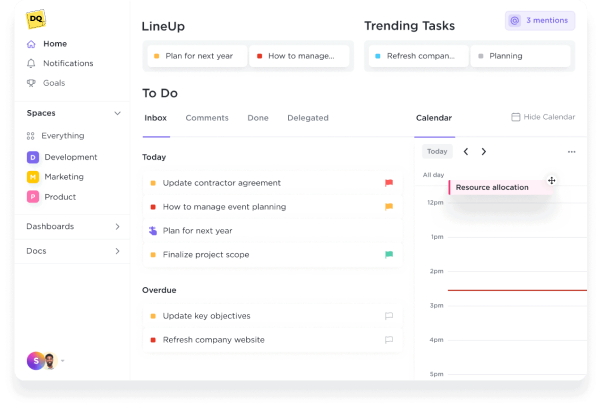 DQ
Home
Notifications
Goals
Spaces
Everything
D Development
M Marketing
P Product
Dashboards
Docs
S
LineUp
Plan for next year
How to manage...
Trending Tasks
3 mentions
Refresh compan...
Planning
To Do
Inbox Comments Done Delegated
Today
Update contractor agreement
How to manage event planning
Plan for next year
Finalize project scope
Overdue
Update key objectives
Refresh company website
Calendar
Hide Calendar
Today
All day
Resource allocation
12pm
1pm
2pm
3pm
4pm
5pm